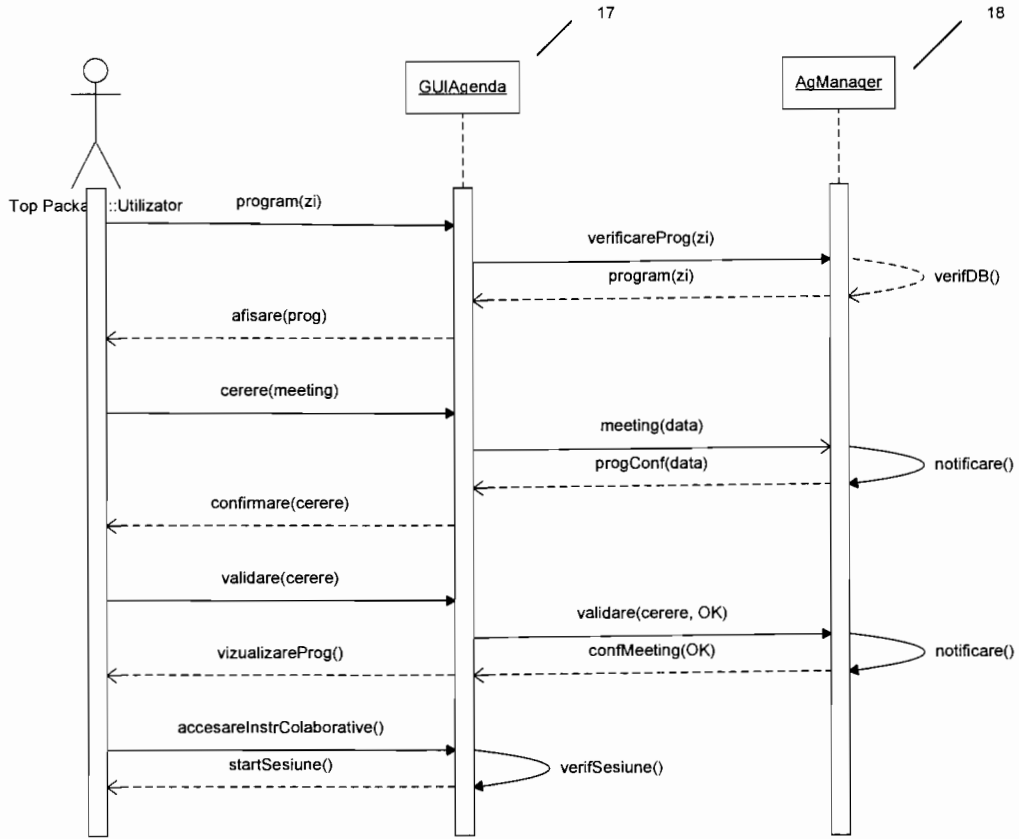 17
18
GUIAgenda
AgManager
Top Packa ::Utilizator
program(zi)
verificareProg(zi)
verifDB()
program(zi)
afisare(prog)
cerere(meeting)
meeting(data)
notificare()
progConf(data)
confirmare(cerere)
validare(cerere)
validare(cerere, OK)
notificare()
confMeeting(OK)
vizualizareProg()
accesareInstrColaborative()
verifSesiune()
startSesiune()